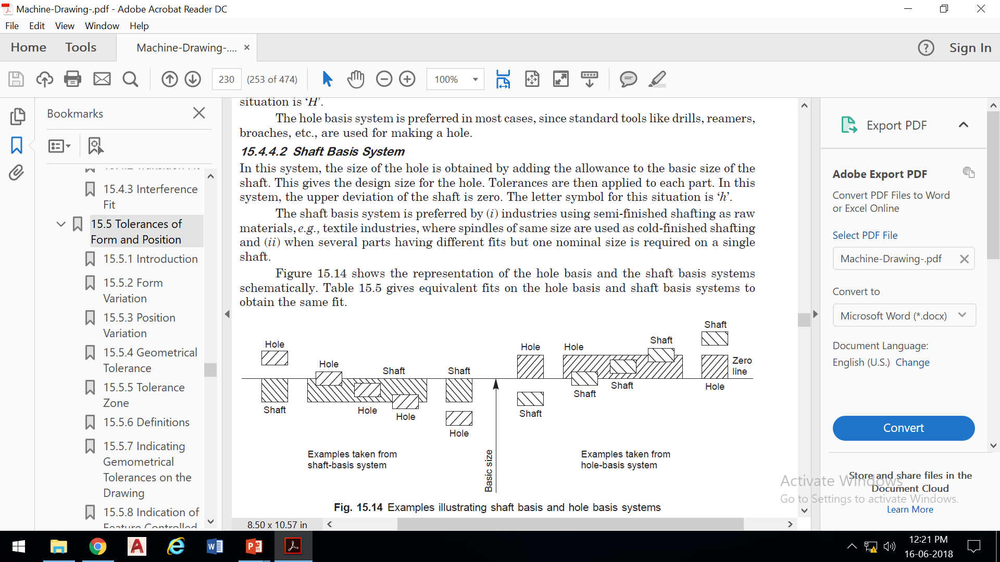 Machine-Drawing-.pdf - Adobe Acrobat Reader DC
File Edit View Window Help
Home Tools Machine-Drawing-.... × ? Sign In
230 (253 of 474) 100%
Bookmarks
15.4.3 Interference
Fit
15.5 Tolerances of
Form and Position
15.5.1 Introduction
15.5.2 Form
Variation
15.5.3 Position
Variation
15.5.4 Geometrical
Tolerance
15.5.5 Tolerance
Zone
15.5.6 Definitions
15.5.7 Indicating
Gemometrical
Tolerances on the
Drawing
15.5.8 Indication of
Feature Controlled
situation is ‘H’.
The hole basis system is preferred in most cases, since standard tools like drills, reamers,
broaches, etc., are used for making a hole.
15.4.4.2 Shaft Basis System
In this system, the size of the hole is obtained by adding the allowance to the basic size of the
shaft. This gives the design size for the hole. Tolerances are then applied to each part. In this
system, the upper deviation of the shaft is zero. The letter symbol for this situation is ‘h’.
The shaft basis system is preferred by (i) industries using semi-finished shafting as raw
materials, e.g., textile industries, where spindles of same size are used as cold-finished shafting
and (ii) when several parts having different fits but one nominal size is required on a single
shaft.
Figure 15.14 shows the representation of the hole basis and the shaft basis systems
schematically. Table 15.5 gives equivalent fits on the hole basis and shaft basis systems to
obtain the same fit.
Hole
Shaft
Hole
Shaft
Hole
Hole
Shaft
Hole
Examples taken from
shaft-basis system
Basic size
Hole
Shaft
Hole
Shaft
Shaft
Shaft
Shaft
Zero
line
Hole
Examples taken from
hole-basis system
Fig. 15.14 Examples illustrating shaft basis and hole basis systems
8.50 x 10.57 in
Export PDF
Adobe Export PDF
Convert PDF Files to Word
or Excel Online
Select PDF File
Machine-Drawing-.pdf
Convert to
Microsoft Word (*.docx)
Document Language:
English (U.S.) Change
Convert
Store and share files in the
Document Cloud
Learn More
Activate Windows
Go to Settings to activate Windows.
12:21 PM
16-06-2018